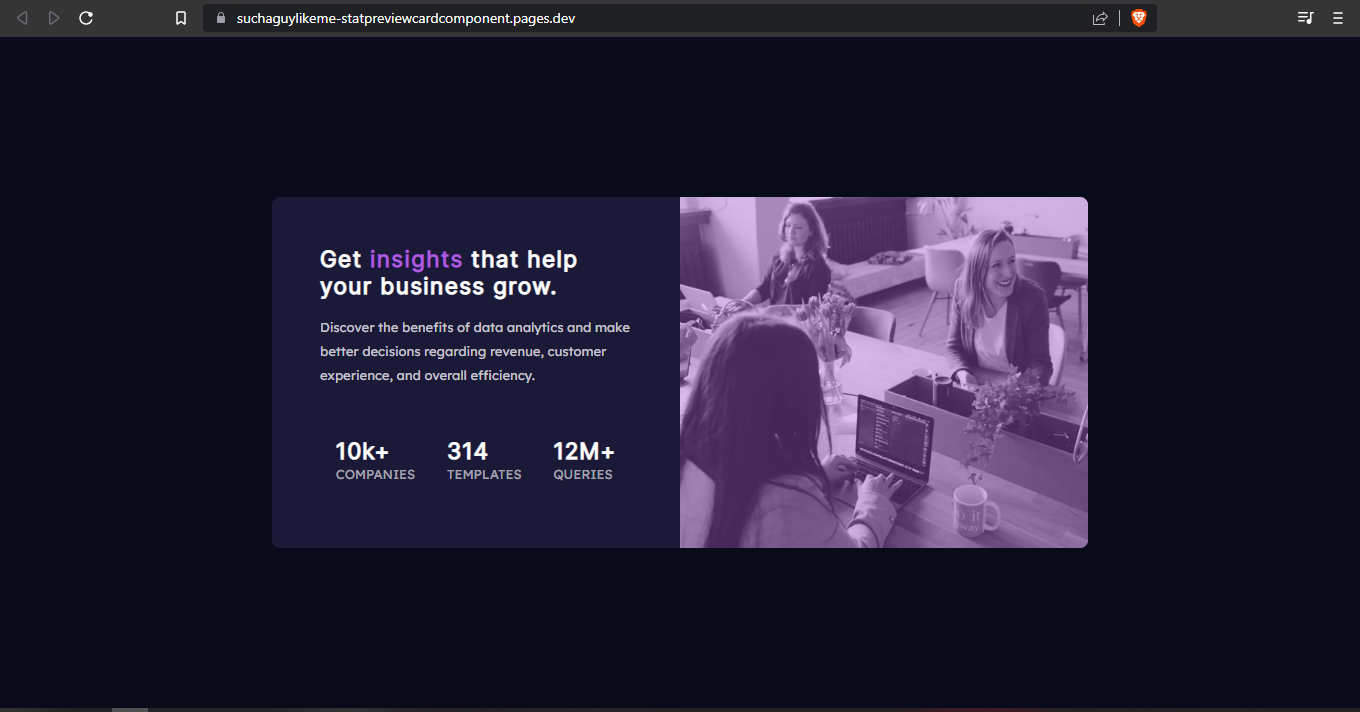 suchaguylikeme-statpreviewcardcomponent.pages.dev
Get insights that help
your business grow.
Discover the benefits of data analytics and make
better decisions regarding revenue, customer
experience, and overall efficiency.
10k+ 314 12M+
COMPANIES TEMPLATES QUERIES